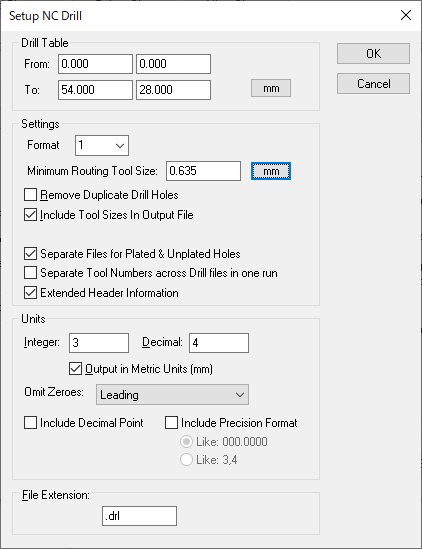 Setup NC Drill
Drill Table
From: 0.000 0.000
To: 54.000 28.000 mm
OK
Cancel
Settings
Format 1
Minimum Routing Tool Size: 0.635 mm
Remove Duplicate Drill Holes
Include Tool Sizes In Output File
Separate Files for Plated & Unplated Holes
Separate Tool Numbers across Drill files in one run
Extended Header Information
Units
Integer: 3 Decimal: 4
Output in Metric Units (mm)
Omit Zeroes: Leading
Include Decimal Point Include Precision Format
Like: 000.0000
Like: 3,4
File Extension:
.drl